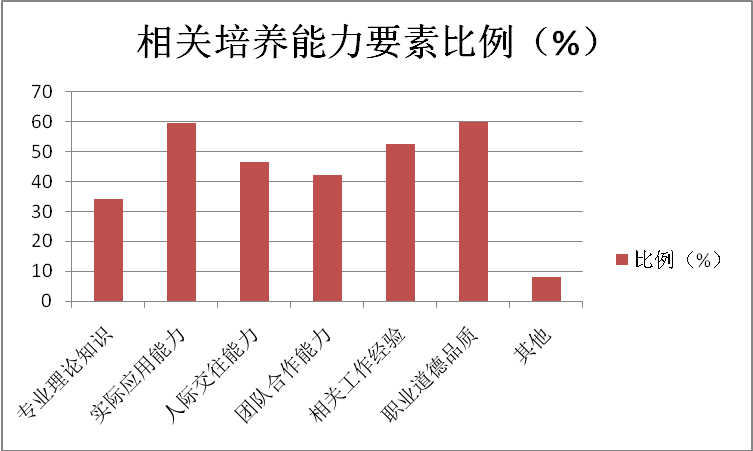 相关培养能力要素比例（%）
70
60
50
40
30
20
10
0
专业理论知识
实际应用能力
人际交往能力
团队合作能力
相关工作经验
职业道德品质
其他
比例（%）